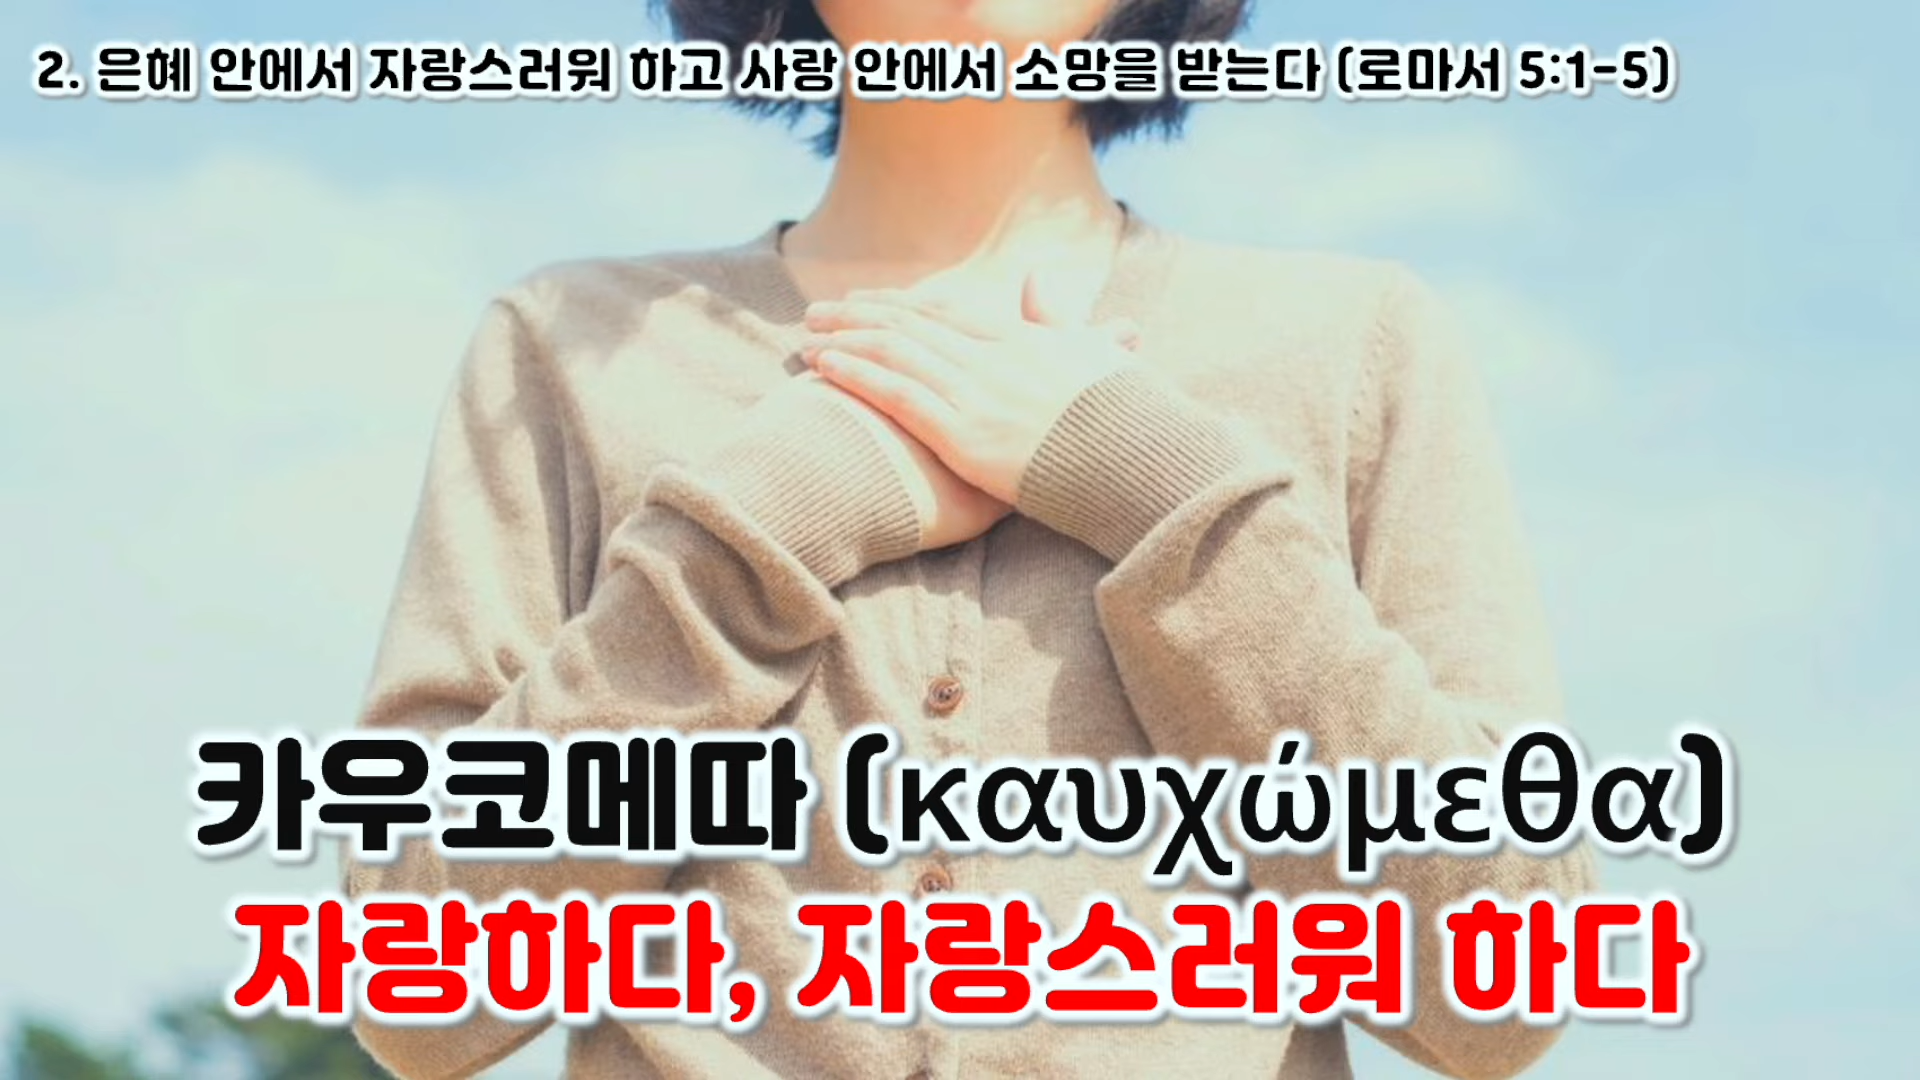 2. 은혜 안에서 자랑스러워 하고 사랑 안에서 소망을 받는다 (로마서 5:1-5)
카우코메따 (καυχώμεθα)
자랑하다, 자랑스러워 하다